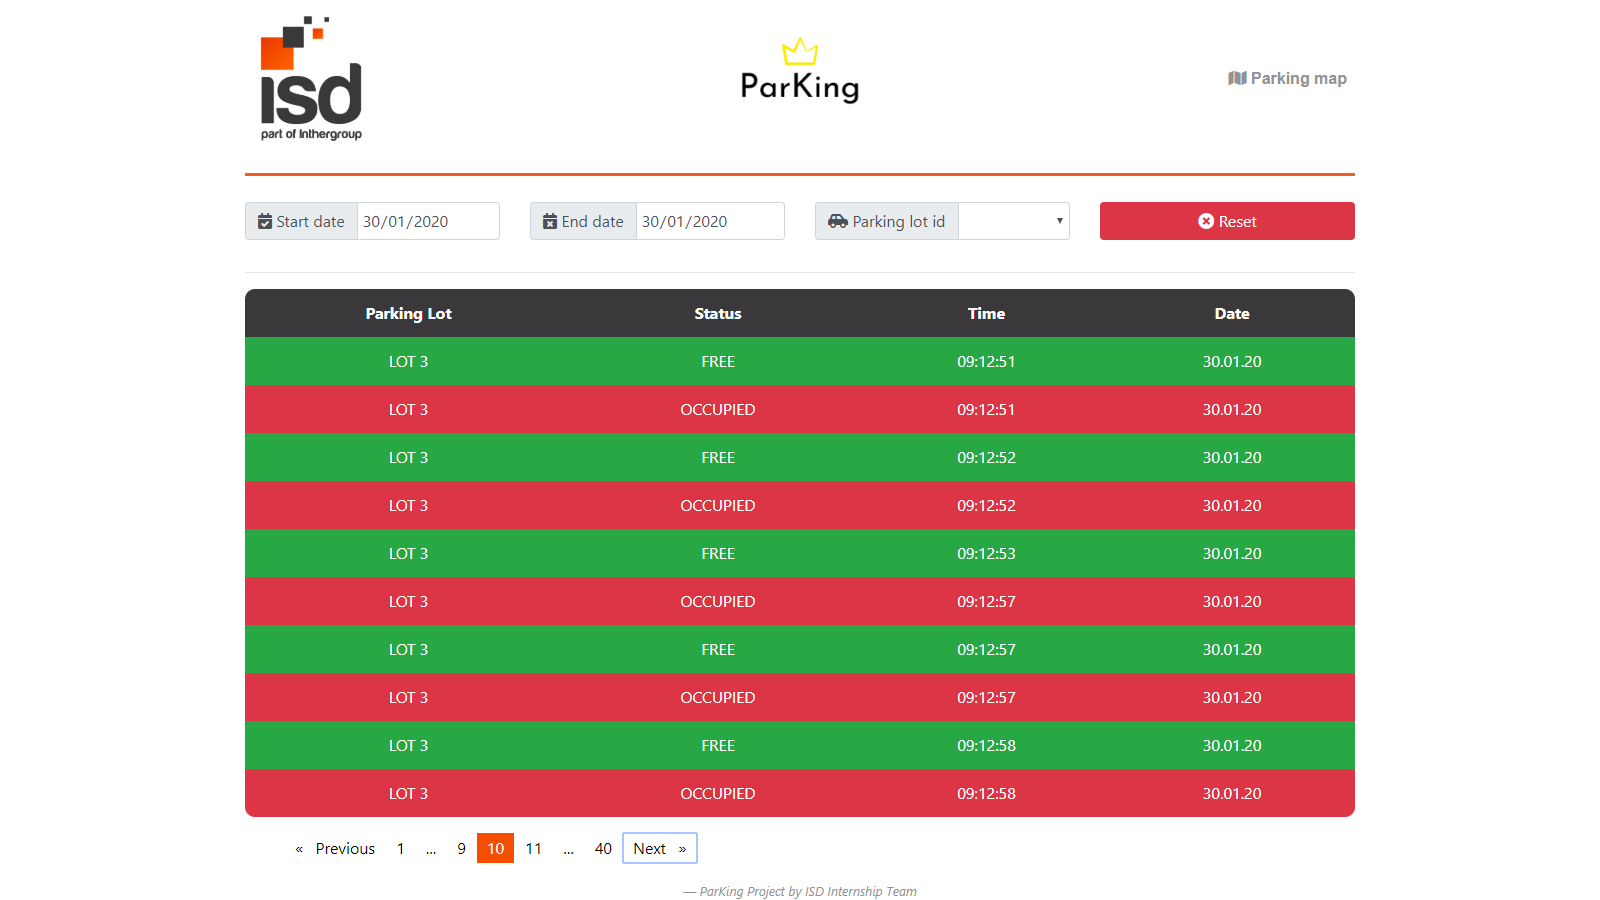 isd
part of Inthergroup
ParKing
Parking map
Start date 30/01/2020 End date 30/01/2020 Parking lot id Reset
Parking Lot Status Time Date
LOT 3 FREE 09:12:51 30.01.20
LOT 3 OCCUPIED 09:12:51 30.01.20
LOT 3 FREE 09:12:52 30.01.20
LOT 3 OCCUPIED 09:12:52 30.01.20
LOT 3 FREE 09:12:53 30.01.20
LOT 3 OCCUPIED 09:12:57 30.01.20
LOT 3 FREE 09:12:57 30.01.20
LOT 3 OCCUPIED 09:12:57 30.01.20
LOT 3 FREE 09:12:58 30.01.20
LOT 3 OCCUPIED 09:12:58 30.01.20
« Previous 1 ... 9 10 11 ... 40 Next »
— ParKing Project by ISD Internship Team